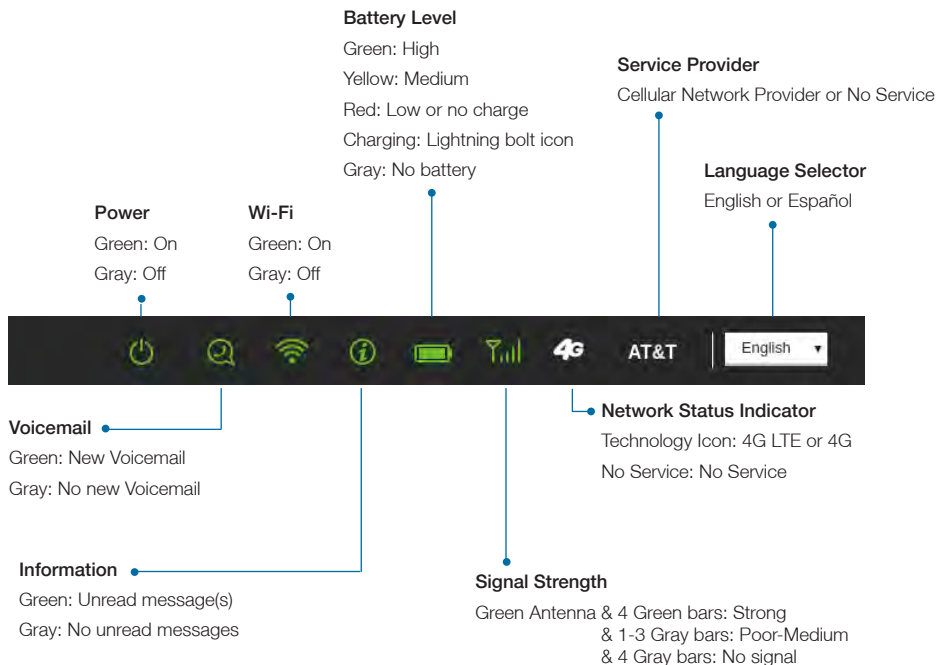 Battery Level
Green: High
Yellow: Medium
Red: Low or no charge
Charging: Lightning bolt icon
Gray: No battery
Service Provider
Cellular Network Provider or No Service
Language Selector
English or Español
Power
Green: On
Gray: Off
Wi-Fi
Green: On
Gray: Off
4G AT&T English
Voicemail
Green: New Voicemail
Gray: No new Voicemail
Network Status Indicator
Technology Icon: 4G LTE or 4G
No Service: No Service
Information
Green: Unread message(s)
Gray: No unread messages
Signal Strength
Green Antenna & 4 Green bars: Strong
& 1-3 Gray bars: Poor-Medium
& 4 Gray bars: No signal